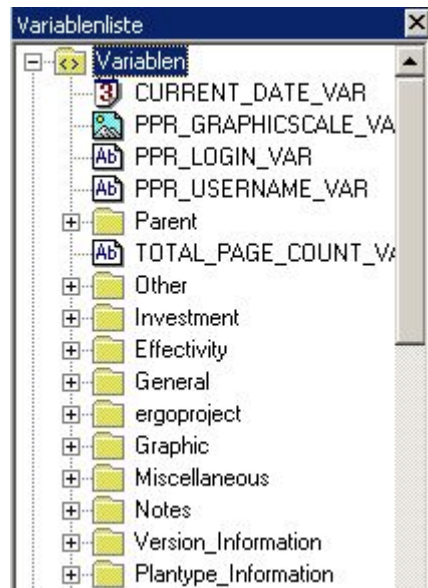 Variablenliste
Variablen
CURRENT_DATE_VAR
PPR_GRAPHICSCALE_VA
PPR_LOGIN_VAR
PPR_USERNAME_VAR
Parent
TOTAL_PAGE_COUNT_VA
Other
Investment
Effectivity
General
ergoproject
Graphic
Miscellaneous
Notes
Version_Information
Plantype_Information